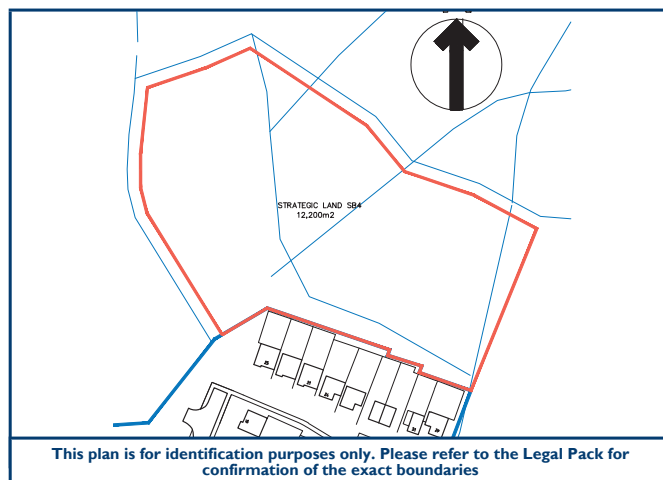 STRATEGIC LAND SB4
12,200m2
This plan is for identification purposes only. Please refer to the Legal Pack for
confirmation of the exact boundaries